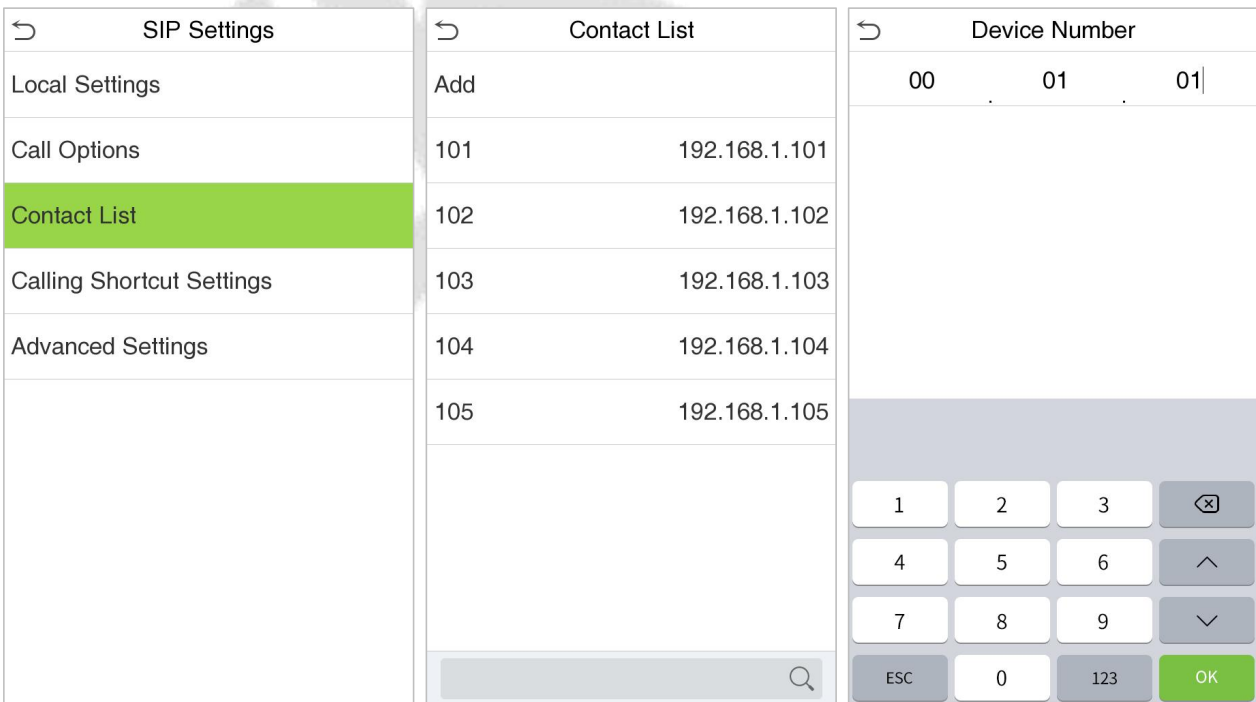 SIP Settings
Local Settings
Call Options
Contact List
Calling Shortcut Settings
Advanced Settings
Contact List
Add
101 192.168.1.101
102 192.168.1.102
103 192.168.1.103
104 192.168.1.104
105 192.168.1.105
Device Number
00 . 01 . 01
1 2 3
4 5 6
7 8 9
ESC 0 123 OK